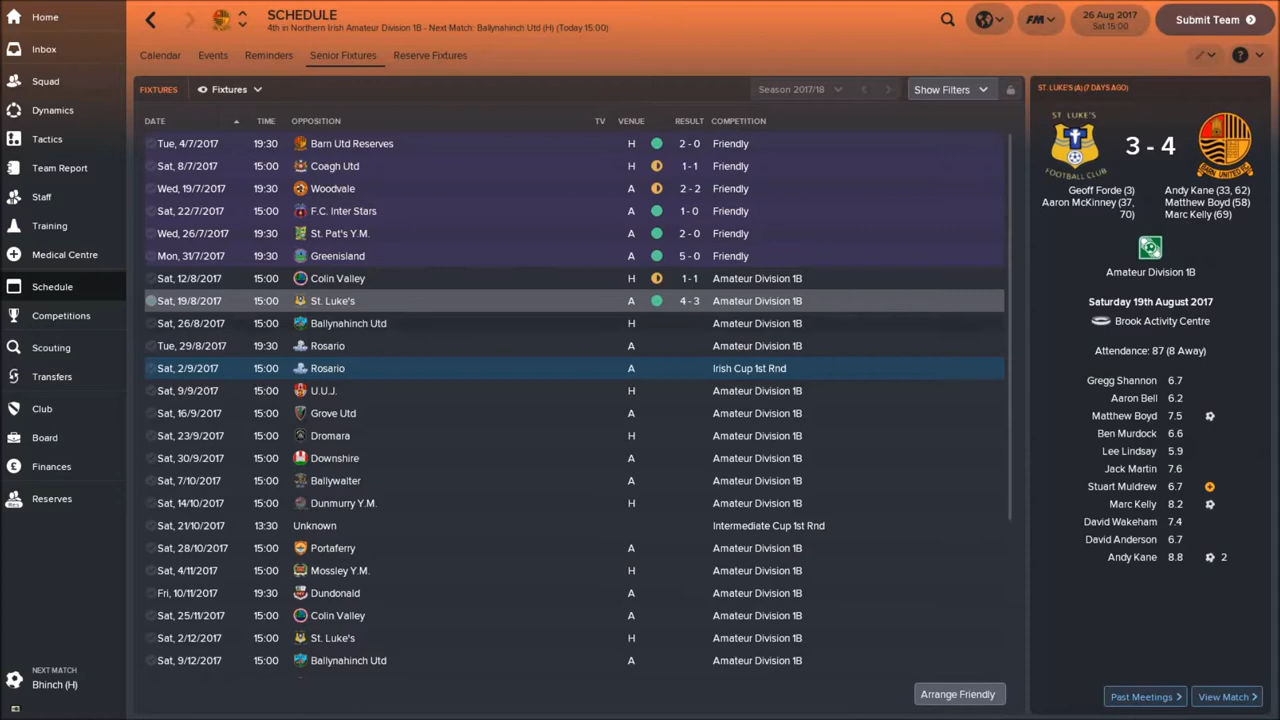 Home
Inbox
Squad
Dynamics
Tactics
Team Report
Staff
Training
Medical Centre
Schedule
Competitions
Scouting
Transfers
Club
Board
Finances
Reserves
NEXT MATCH
Bhinch (H)
SCHEDULE
4th in Northern Irish Amateur Division 1B - Next Match: Ballynahinch Utd (H) (Today 15:00)
FM
26 Aug 2017
Sat 15:00
Submit Team
Calendar Events Reminders Senior Fixtures Reserve Fixtures
FIXTURES Fixtures Season 2017/18 Show Filters
DATE TIME OPPOSITION TV VENUE RESULT COMPETITION
Tue, 4/7/2017 19:30 Barn Utd Reserves H 2 - 0 Friendly
Sat, 8/7/2017 15:00 Coagh Utd H 1 - 1 Friendly
Wed, 19/7/2017 19:30 Woodvale A 2 - 2 Friendly
Sat, 22/7/2017 15:00 F.C. Inter Stars A 1 - 0 Friendly
Wed, 26/7/2017 19:30 St. Pat's Y.M. A 2 - 0 Friendly
Mon, 31/7/2017 19:30 Greenisland A 5 - 0 Friendly
Sat, 12/8/2017 15:00 Colin Valley H 1 - 1 Amateur Division 1B
Sat, 19/8/2017 15:00 St. Luke's A 4 - 3 Amateur Division 1B
Sat, 26/8/2017 15:00 Ballynahinch Utd H Amateur Division 1B
Tue, 29/8/2017 19:30 Rosario A Amateur Division 1B
Sat, 2/9/2017 15:00 Rosario A Irish Cup 1st Rnd
Sat, 9/9/2017 15:00 U.U.J. H Amateur Division 1B
Sat, 16/9/2017 15:00 Grove Utd A Amateur Division 1B
Sat, 23/9/2017 15:00 Dromara H Amateur Division 1B
Sat, 30/9/2017 15:00 Downshire A Amateur Division 1B
Sat, 7/10/2017 15:00 Ballywalter A Amateur Division 1B
Sat, 14/10/2017 15:00 Dunmurry Y.M. H Amateur Division 1B
Sat, 21/10/2017 13:30 Unknown Intermediate Cup 1st Rnd
Sat, 28/10/2017 15:00 Portaferry A Amateur Division 1B
Sat, 4/11/2017 15:00 Mossley Y.M. H Amateur Division 1B
Fri, 10/11/2017 19:30 Dundonald A Amateur Division 1B
Sat, 25/11/2017 15:00 Colin Valley A Amateur Division 1B
Sat, 2/12/2017 15:00 St. Luke's H Amateur Division 1B
Sat, 9/12/2017 15:00 Ballynahinch Utd A Amateur Division 1B
Arrange Friendly
ST. LUKE'S (A) (7 DAYS AGO)
ST LUKE'S
FOOTBALL CLUB
3 - 4
BARN UNITED FC
Geoff Forde (3)
Aaron McKinney (37,
70)
Andy Kane (33, 62)
Matthew Boyd (58)
Marc Kelly (69)
Amateur Division 1B
Saturday 19th August 2017
Brook Activity Centre
Attendance: 87 (8 Away)
Gregg Shannon 6.7
Aaron Bell 6.2
Matthew Boyd 7.5
Ben Murdock 6.6
Lee Lindsay 5.9
Jack Martin 7.6
Stuart Muldrew 6.7
Marc Kelly 8.2
David Wakeham 7.4
David Anderson 6.7
Andy Kane 8.8 2
Past Meetings View Match